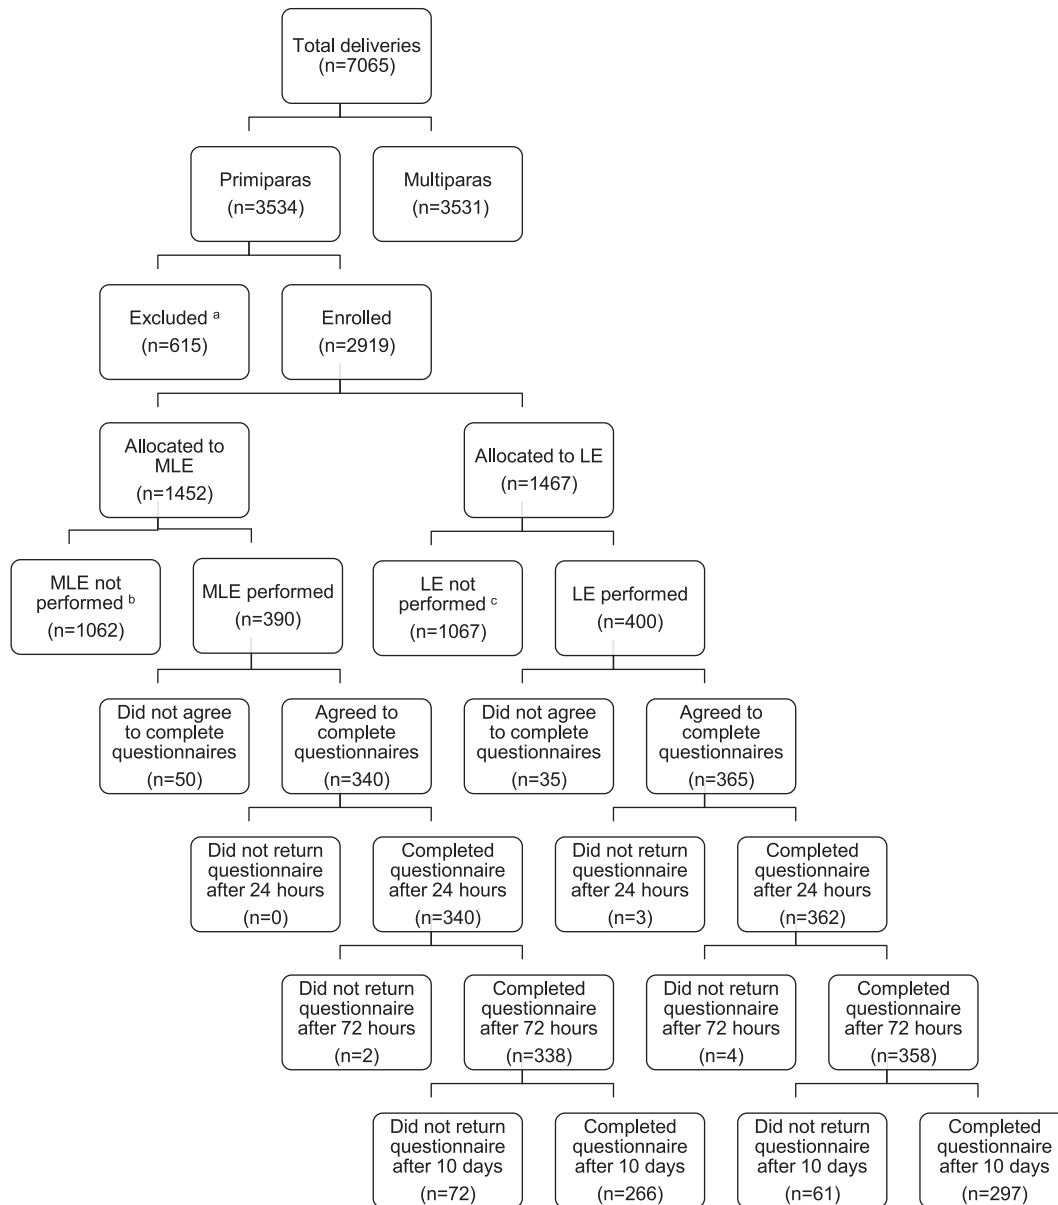 Total deliveries
(n=7065)
Primiparas
(n=3534)
Multiparas
(n=3531)
Excluded a
(n=615)
Enrolled
(n=2919)
Allocated to
MLE
(n=1452)
Allocated to LE
(n=1467)
MLE not
performed b
(n=1062)
MLE performed
(n=390)
LE not
performed c
(n=1067)
LE performed
(n=400)
Did not agree
to complete
questionnaires
(n=50)
Agreed to
complete
questionnaires
(n=340)
Did not agree
to complete
questionnaires
(n=35)
Agreed to
complete
questionnaires
(n=365)
Did not return
questionnaire
after 24 hours
(n=0)
Completed
questionnaire
after 24 hours
(n=340)
Did not return
questionnaire
after 24 hours
(n=3)
Completed
questionnaire
after 24 hours
(n=362)
Did not return
questionnaire
after 72 hours
(n=2)
Completed
questionnaire
after 72 hours
(n=338)
Did not return
questionnaire
after 72 hours
(n=4)
Completed
questionnaire
after 72 hours
(n=358)
Did not return
questionnaire
after 10 days
(n=72)
Completed
questionnaire
after 10 days
(n=266)
Did not return
questionnaire
after 10 days
(n=61)
Completed
questionnaire
after 10 days
(n=297)